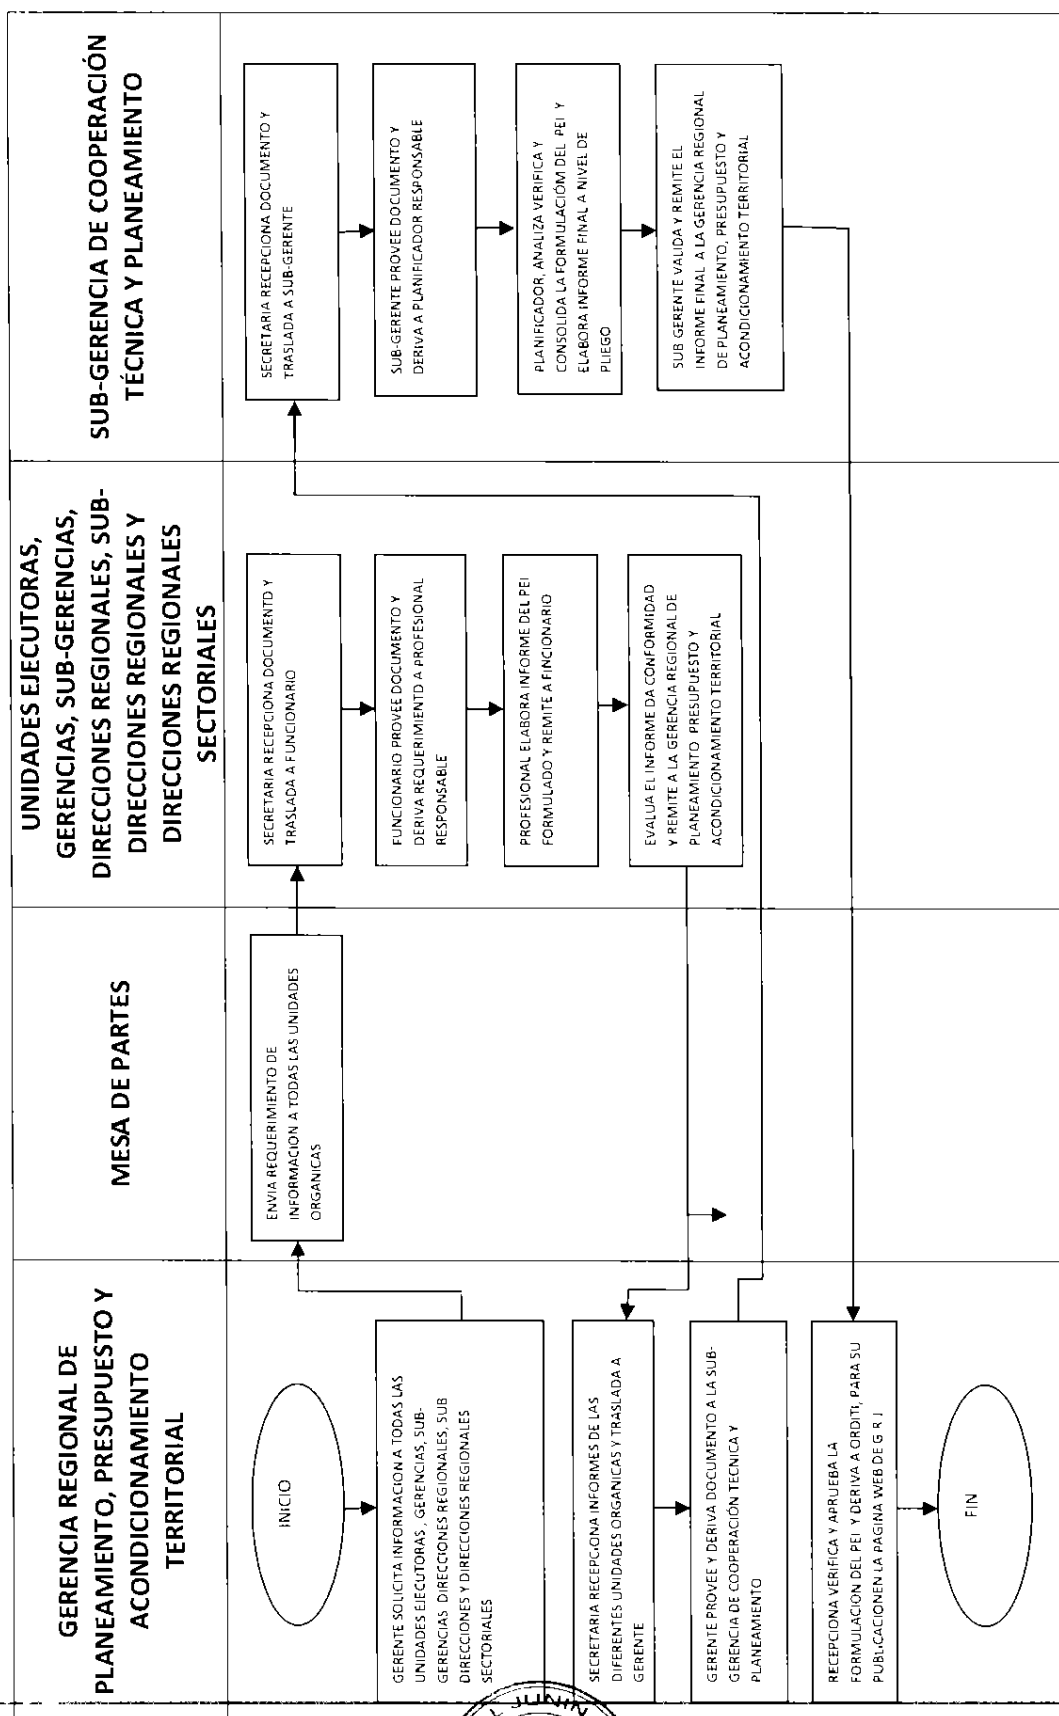 GERENCIA REGIONAL DE
PLANEAMIENTO, PRESUPUESTO Y
ACONDICIONAMIENTO
TERRITORIAL
MESA DE PARTES
UNIDADES EJECUTORAS,
GERENCIAS, SUB-GERENCIAS,
DIRECCIONES REGIONALES, SUB-
DIRECCIONES REGIONALES Y
DIRECCIONES REGIONALES
SECTORIALES
SUB-GERENCIA DE COOPERACIÓN
TÉCNICA Y PLANEAMIENTO
INICIO
GERENTE SOLICITA INFORMACION A TODAS LAS
UNIDADES EJECUTORAS, GERENCIAS, SUB-
GERENCIAS DIRECCIONES REGIONALES, SUB
DIRECCIONES Y DIRECCIONES REGIONALES
SECTORIALES
ENVIA REQUERIMIENTO DE
INFORMACION A TODAS LAS UNIDADES
ORGANICAS
SECRETARIA RECEPCIONA DOCUMENTO Y
TRASLADA A FUNCIONARIO
FUNCIONARIO PROVEE DOCUMENTO Y
DERIVA REQUERIMIENTO A PROFESIONAL
RESPONSABLE
PROFESIONAL ELABORA INFORME DEL PEI
FORMULADO Y REMITE A FINCIONARIO
EVALUA EL INFORME DA CONFORMIDAD
Y REMITE A LA GERENCIA REGIONAL DE
PLANEAMIENTO PRESUPUESTO Y
ACONDICIONAMIENTO TERRITORIAL
SECRETARIA RECEPCIONA INFORMES DE LAS
DIFERENTES UNIDADES ORGANICAS Y TRASLADA A
GERENTE
GERENTE PROVEE Y DERIVA DOCUMENTO A LA SUB-
GERENCIA DE COOPERACIÓN TECNICA Y
PLANEAMIENTO
SECRETARIA RECEPCIONA DOCUMENTO Y
TRASLADA A SUB-GERENTE
SUB-GERENTE PROVEE DOCUMENTO Y
DERIVA A PLANIFICADOR RESPONSABLE
PLANIFICADOR, ANALIZA VERIFICA Y
CONSOLIDA LA FORMULACIÓM DEL PEI Y
ELABORA INFORME FINAL A NIVEL DE
PLIEGO
SUB GERENTE VALIDA Y REMITE EL
INFORME FINAL A LA GERENCIA REGIONAL
DE PLANEAMIENTO, PRESUPUESTO Y
ACONDICIONAMIENTO TERRITORIAL
RECEPCIONA VERIFICA Y APRUEBA LA
FORMULACION DEL PEI Y DERIVA A ORDITI, PARA SU
PUBLICACIONEN LA PAGINA WEB DE G R J
FIN
JUNIN